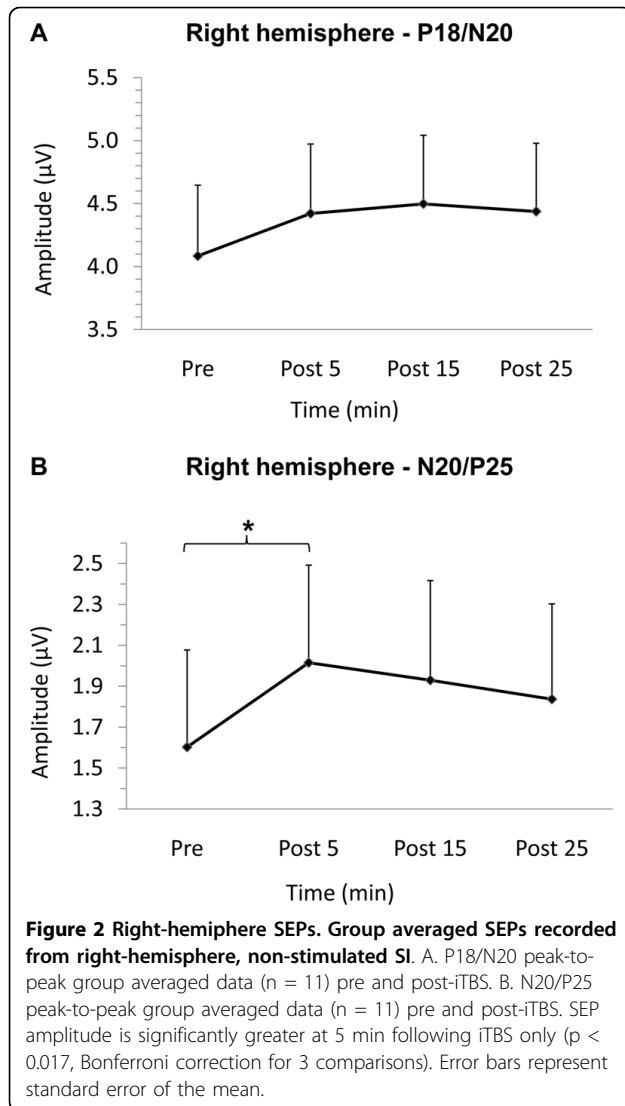 A Right hemisphere - P18/N20
5.5
5.0
4.5
4.0
3.5
Amplitude (µV)
Pre Post 5 Post 15 Post 25
Time (min)
B Right hemisphere - N20/P25
*
2.5
2.3
2.1
1.9
1.7
1.5
1.3
Amplitude (µV)
Pre Post 5 Post 15 Post 25
Time (min)
Figure 2 Right-hemiphere SEPs. Group averaged SEPs recorded
from right-hemisphere, non-stimulated SI. A. P18/N20 peak-to-
peak group averaged data (n = 11) pre and post-iTBS. B. N20/P25
peak-to-peak group averaged data (n = 11) pre and post-iTBS. SEP
amplitude is significantly greater at 5 min following iTBS only (p <
0.017, Bonferroni correction for 3 comparisons). Error bars represent
standard error of the mean.